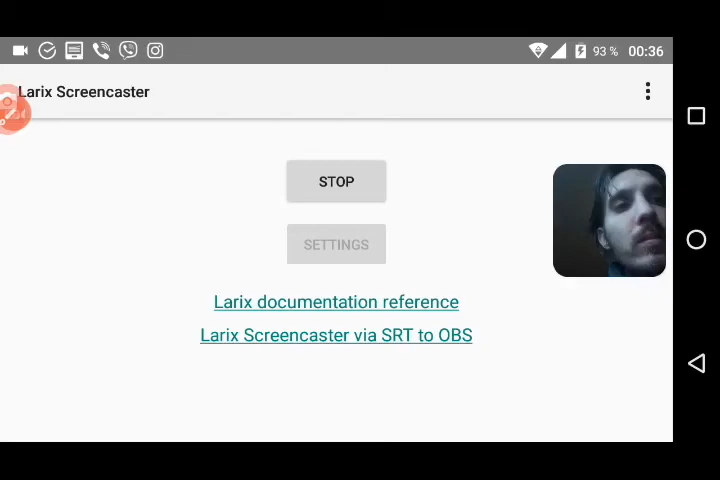 93 % 00:36
Larix Screencaster
STOP
SETTINGS
Larix documentation reference
Larix Screencaster via SRT to OBS